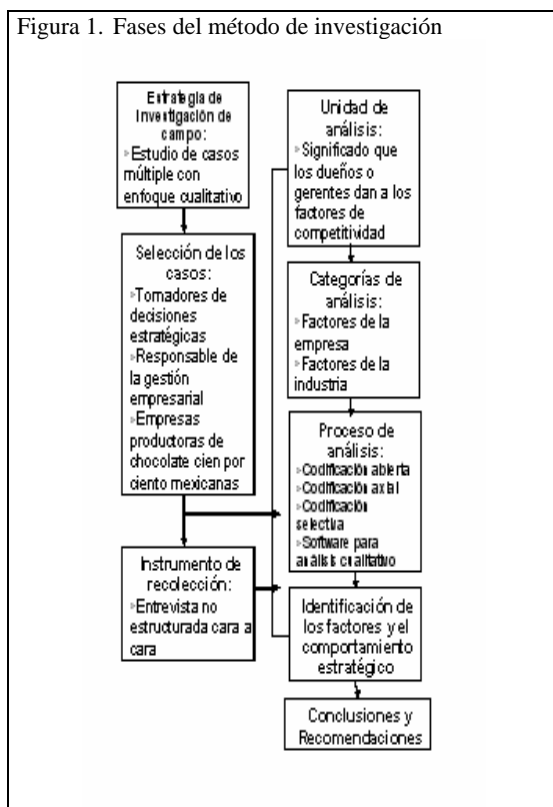 Figura 1. Fases del método de investigación
Estrategia de
Investigación de
campo:
▹Estudio de casos
múltiple con
enfoque cualitativo
Selección de los
casos:
▹Tomadores de
decisiones
estratégicas
▹Responsable de
la gestión
empresarial
▹Empresas
productoras de
chocolate cien por
ciento mexicanas
Instrumento de
recolección:
▹Entrevista no
estructurada cara a
cara
Unidad de
análisis:
▹Significado que
los dueños o
gerentes dan a los
factores de
competitividad
Categorías de
análisis:
▹Factores de la
empresa
▹Factores de la
industria
Proceso de
análisis:
▹Codificación abierta
▹Codificación axial
▹Codificación
selectiva
▹Software para
análisis cualitativo
Identificación de
los factores y el
comportamiento
estratégico
Conclusiones y
Recomendaciones